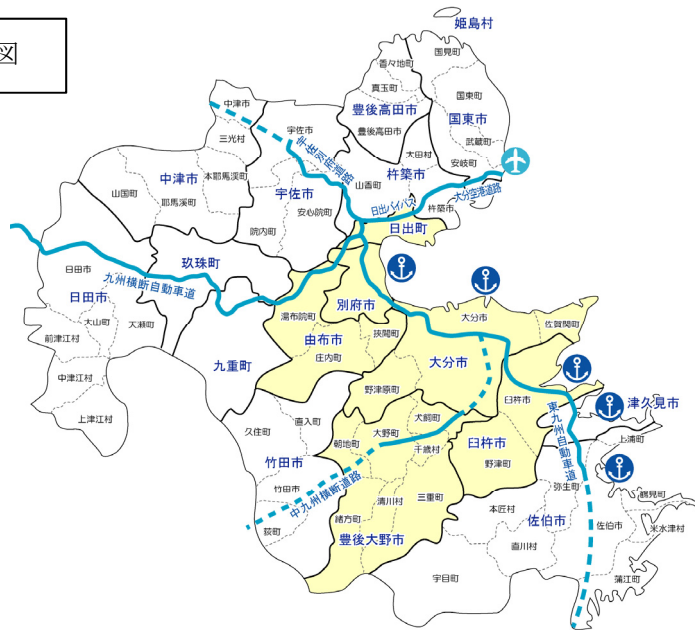 図
姫島村
国見町
香々地町
真玉町
国東町
豊後高田市
国東市
中津市
宇佐市
豊後高田市
武蔵町
三光村
大田村
安岐町
宇佐別府道路
杵築市
中津市
本耶馬渓町
山香町
宇佐市
大分空港道路
山国町
耶馬渓町
安心院町
日出バイパス
杵築市
院内町
日出町
玖珠町
日田市
九州横断自動車道
日田市
別府市
湯布院町
大分市
佐賀関町
大山町
天瀬町
挾間町
前津江村
由布市
庄内町
大分市
九重町
中津江村
野津原町
臼杵市
津久見市
上津江村
直入町
犬飼町
東九州自動車道
久住町
大野町
朝地町
千歳村
臼杵市
上浦町
竹田市
野津町
中九州横断道路
竹田市
弥生町
鶴見町
清川村
三重町
本匠村
緒方町
佐伯市
佐伯市
米水津村
荻町
豊後大野市
直川村
宇目町
蒲江町